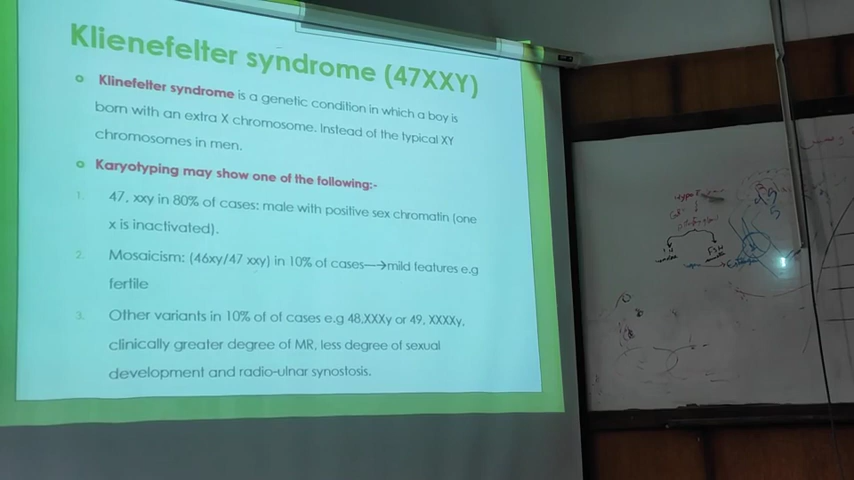 Klienefelter syndrome (47XXY)
Klinefelter syndrome is a genetic condition in which a boy is
born with an extra X chromosome. Instead of the typical XY
chromosomes in men.
Karyotyping may show one of the following:-
1. 47, xxy in 80% of cases: male with positive sex chromatin (one
x is inactivated).
2. Mosaicism: (46xy/47 xxy) in 10% of cases—→mild features e.g
fertile
3. Other variants in 10% of of cases e.g 48,XXXy or 49, XXXXy,
clinically greater degree of MR, less degree of sexual
development and radio-ulnar synostosis.